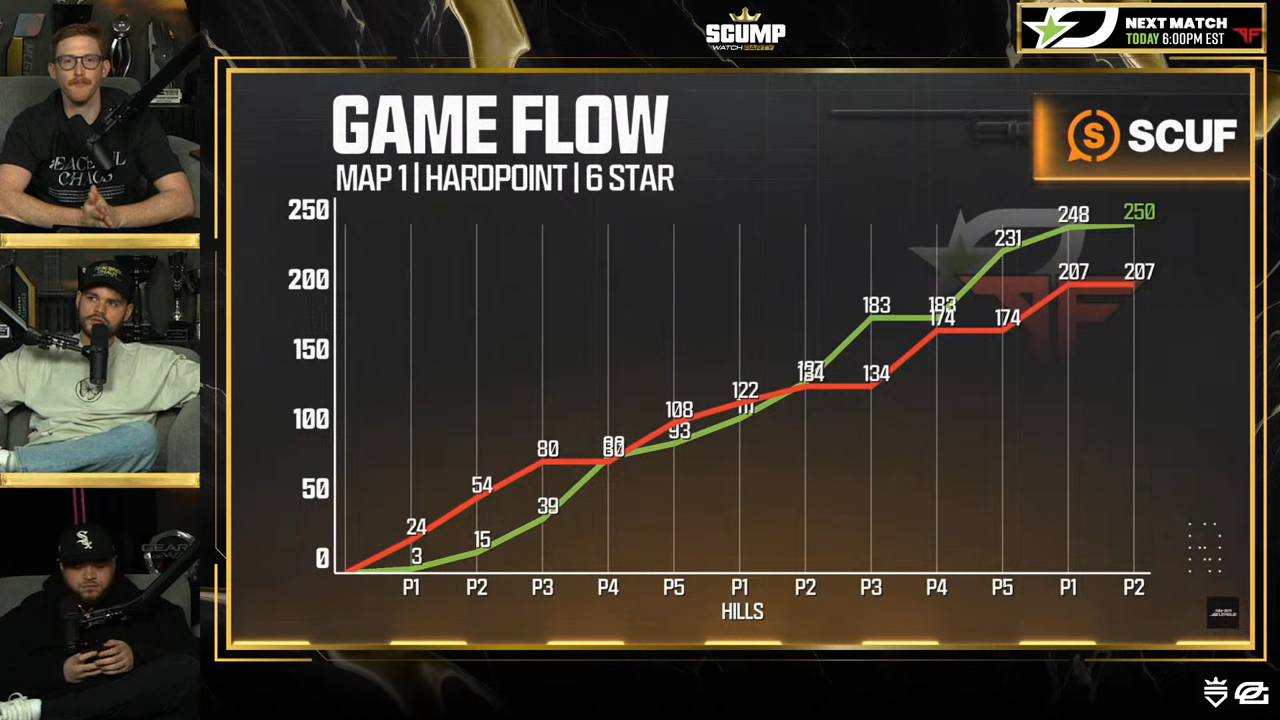 SCUMP
WATCH PARTY
NEXT MATCH
TODAY 6:00PM EST
GAME FLOW
MAP 1 | HARDPOINT | 6 STAR
S SCUF
250
200
150
100
50
0
24
54
80
80
108
122
134
134
174
174
207
207
3
15
39
93
111
183
183
231
248
250
P1
P2
P3
P4
P5
P1
P2
P3
P4
P5
P1
P2
HILLS
PEACEFUL
CHAOS
SOX